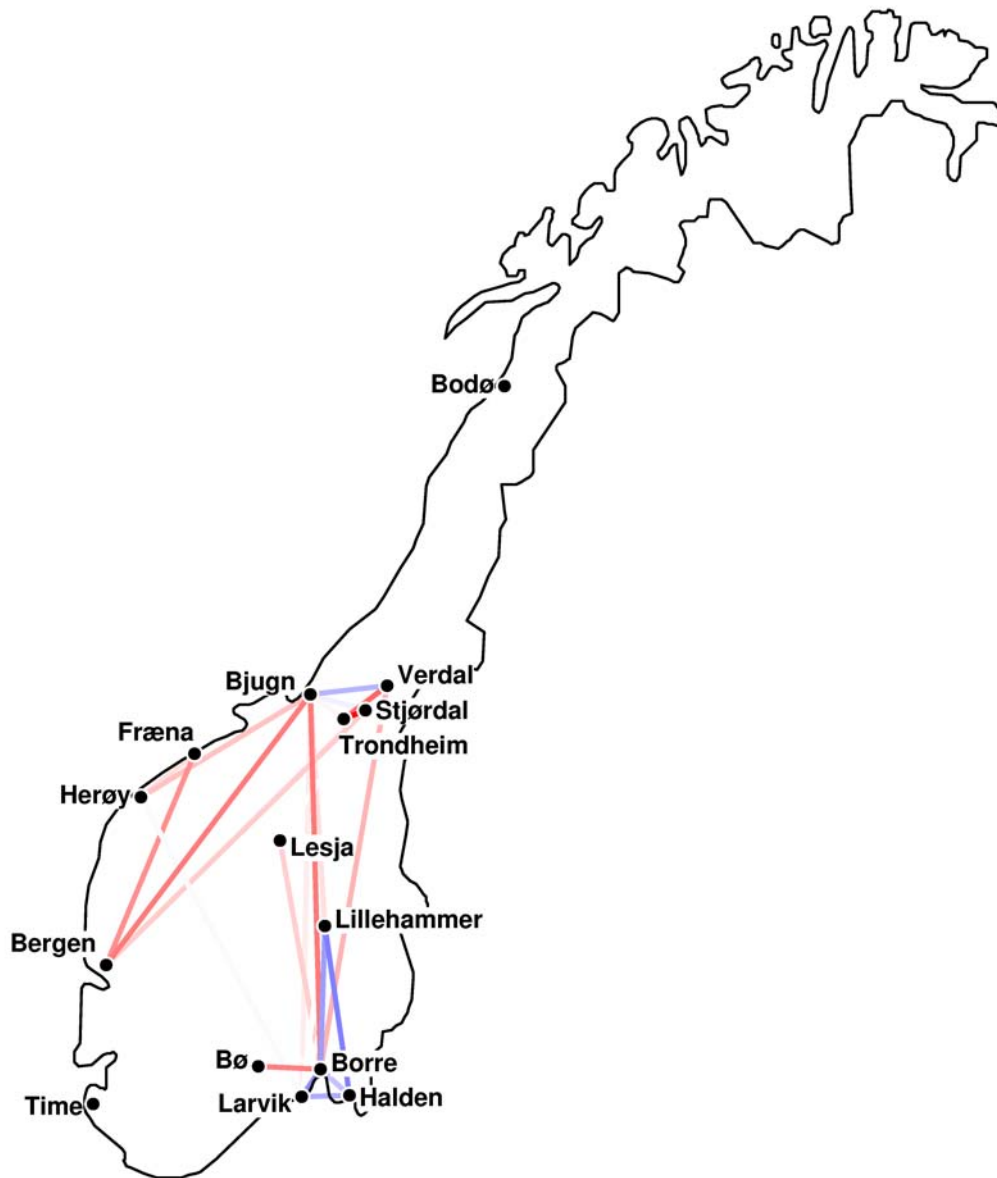 Bodø
Verdal
Bjugn
Stjørdal
Fræna
Trondheim
Herøy
Lesja
Lillehammer
Bergen
Bø
Borre
Halden
Larvik
Time